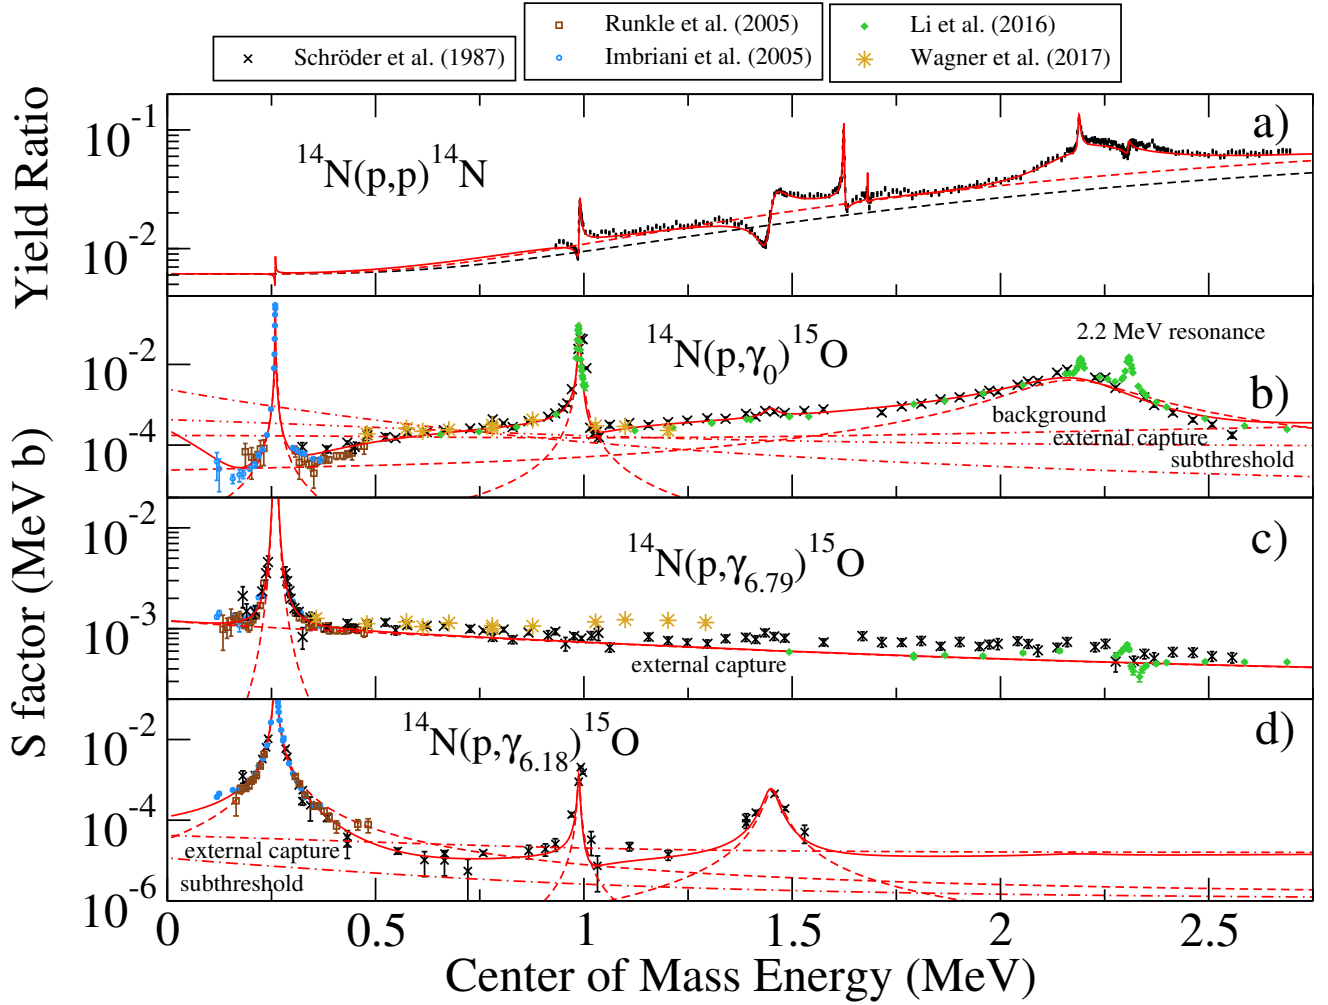 Schröder et al. (1987)
Runkle et al. (2005)
Imbriani et al. (2005)
Li et al. (2016)
Wagner et al. (2017)
Yield Ratio
10^-1
10^-2
^14N(p,p)^14N
a)
S factor (MeV b)
10^-2
10^-4
^14N(p,γ_0)^15O
2.2 MeV resonance
b)
background
external capture
subthreshold
10^-2
10^-3
^14N(p,γ_6.79)^15O
c)
external capture
10^-2
10^-4
10^-6
^14N(p,γ_6.18)^15O
d)
external capture
subthreshold
0 0.5 1 1.5 2 2.5
Center of Mass Energy (MeV)